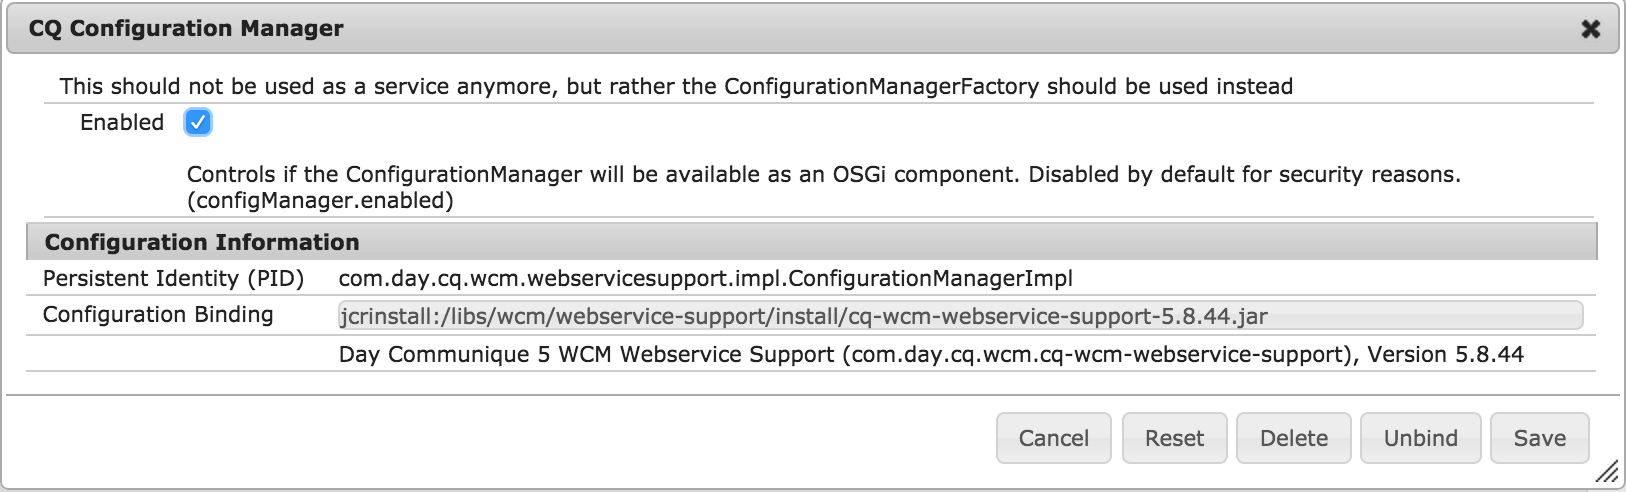 CQ Configuration Manager
This should not be used as a service anymore, but rather the ConfigurationManagerFactory should be used instead
Enabled
Controls if the ConfigurationManager will be available as an OSGi component. Disabled by default for security reasons.
(configManager.enabled)
Configuration Information
Persistent Identity (PID) com.day.cq.wcm.webservicesupport.impl.ConfigurationManagerImpl
Configuration Binding jcrinstall:/libs/wcm/webservice-support/install/cq-wcm-webservice-support-5.8.44.jar
Day Communique 5 WCM Webservice Support (com.day.cq.wcm.cq-wcm-webservice-support), Version 5.8.44
Cancel Reset Delete Unbind Save